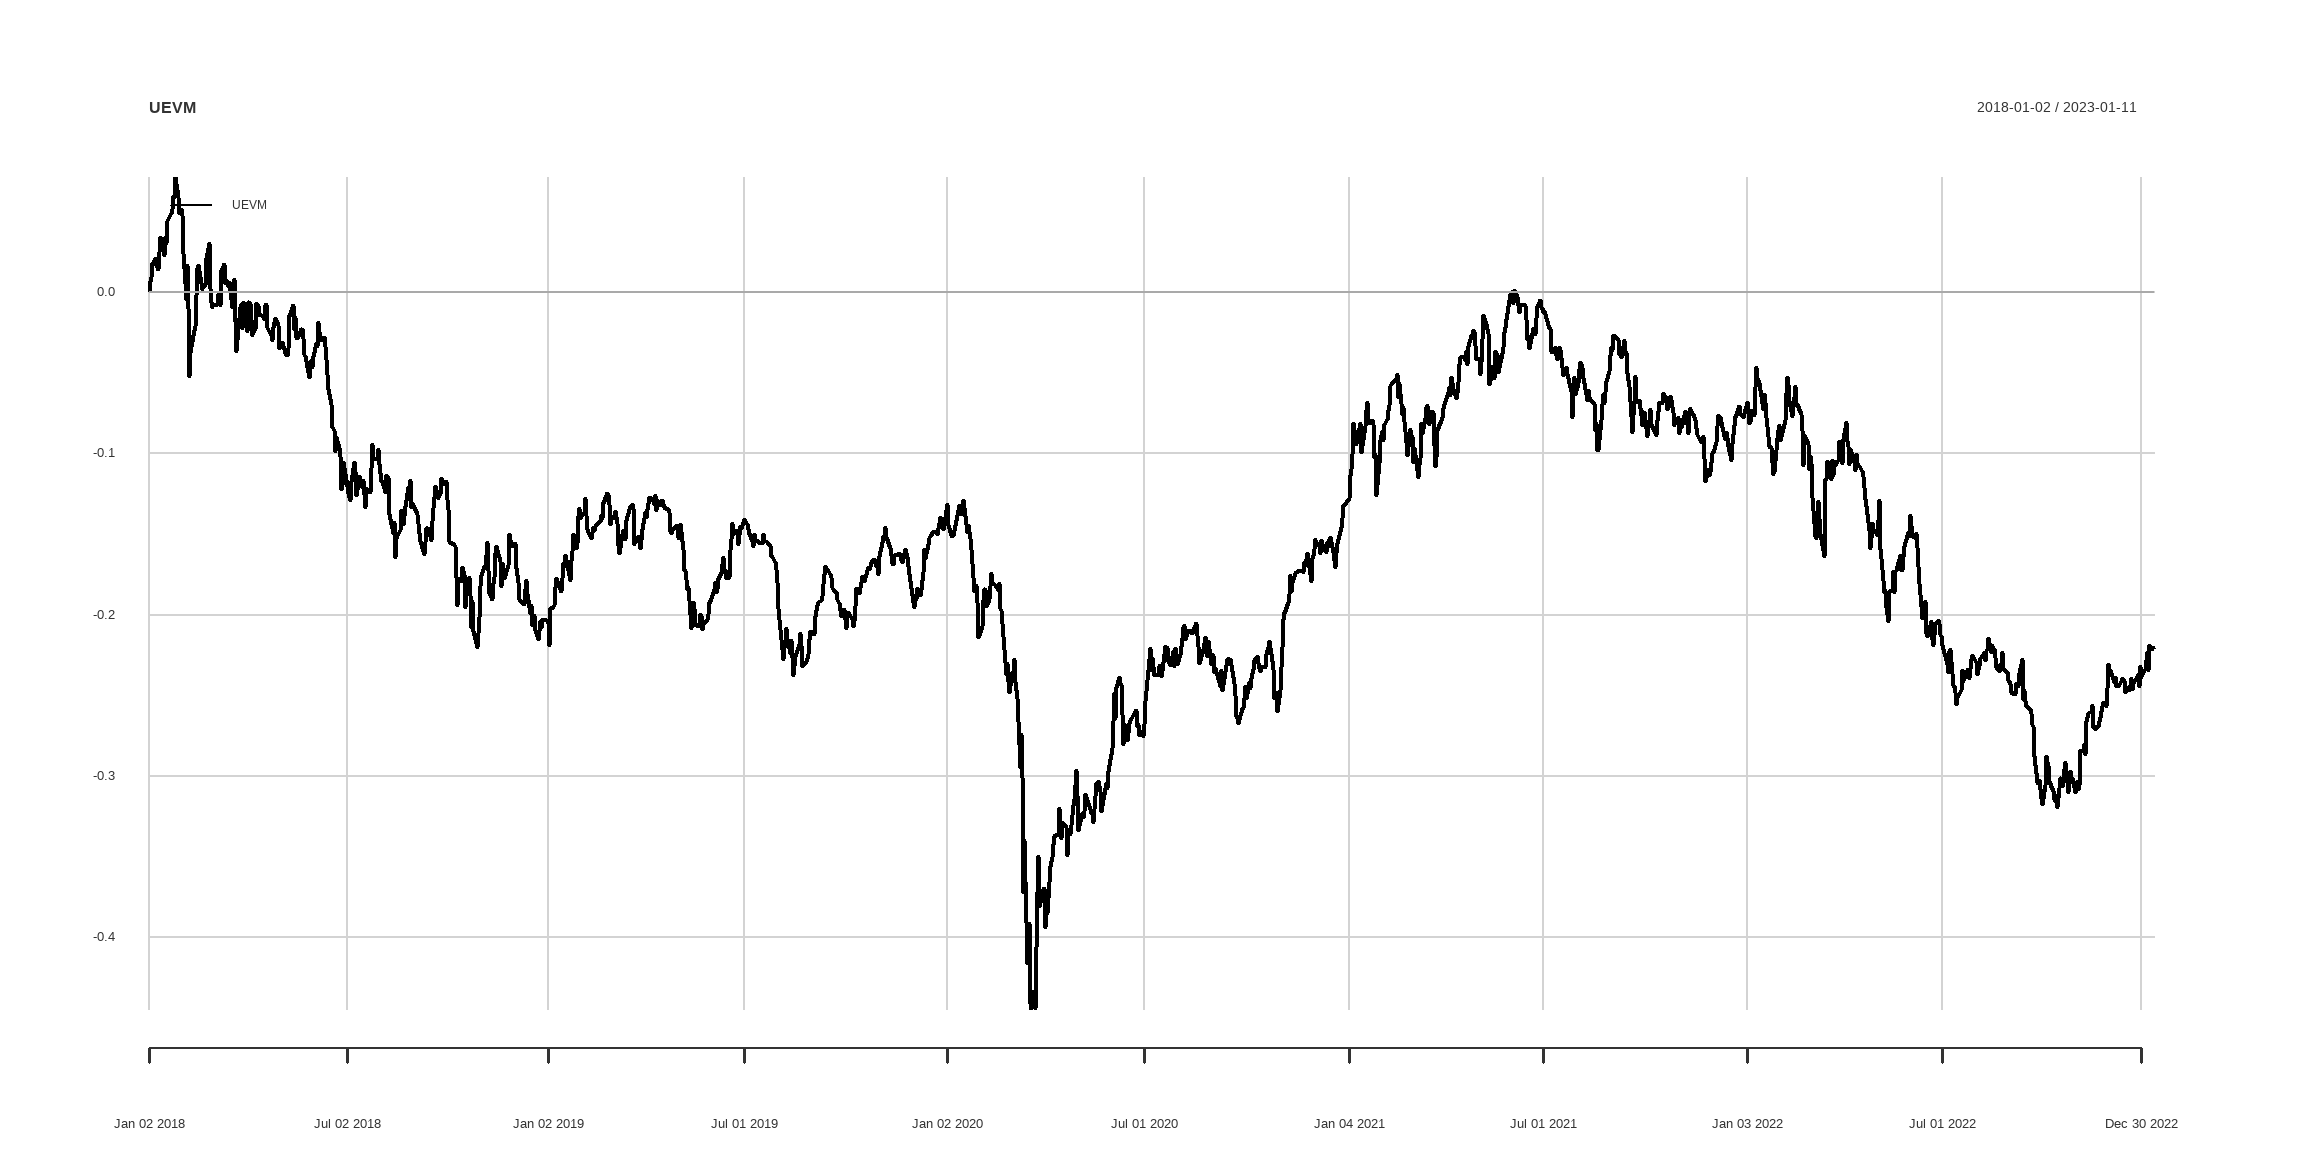 UEVM
2018-01-02 / 2023-01-11
UEVM
0.0
-0.1
-0.2
-0.3
-0.4
Jan 02 2018
Jul 02 2018
Jan 02 2019
Jul 01 2019
Jan 02 2020
Jul 01 2020
Jan 04 2021
Jul 01 2021
Jan 03 2022
Jul 01 2022
Dec 30 2022